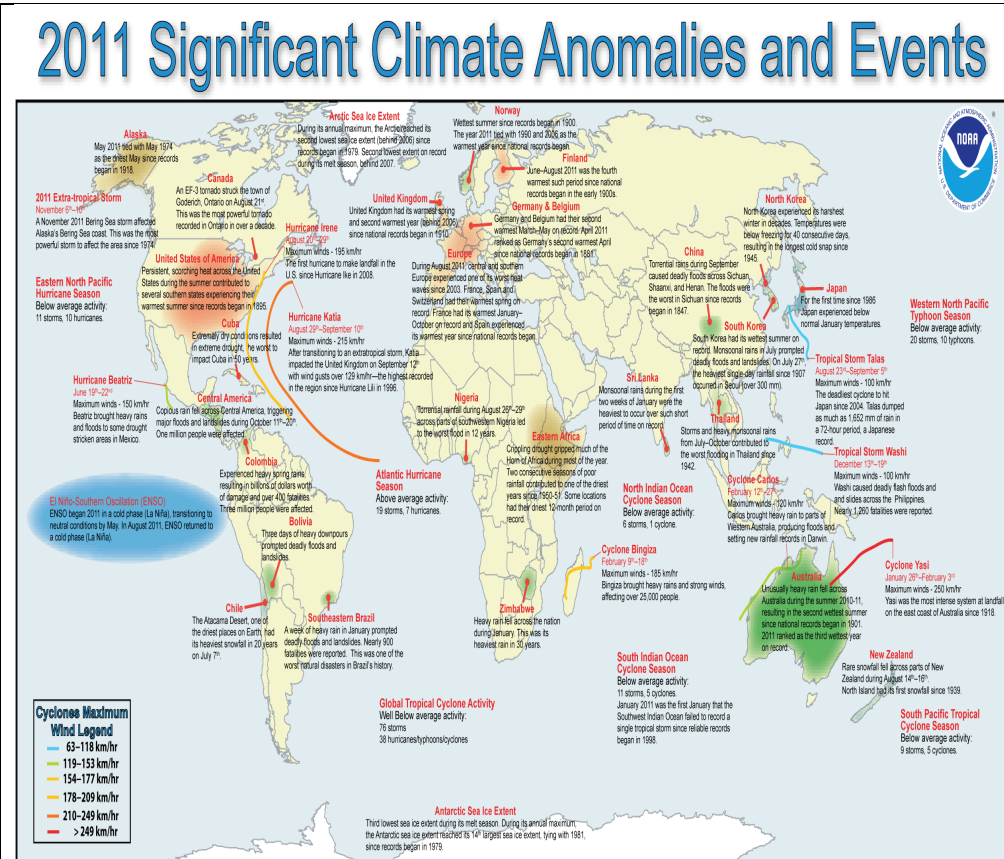 2011 Significant Climate Anomalies and Events
Arctic Sea Ice Extent
During its annual maximum, the Arctic reached its
second lowest sea ice extent (behind 2006) since
records began in 1979. Second lowest extent on record
during its melt season, behind 2007.
Norway
Wettest summer since records began in 1900.
The year 2011 tied with 1990 and 2006 as the
warmest year since national records began.
NATIONAL OCEANIC AND ATMOSPHERIC ADMINISTRATION
NOAA
U.S. DEPARTMENT OF COMMERCE
Alaska
May 2011 tied with May 1974
as the driest May since records
began in 1918.
Finland
June–August 2011 was the fourth
warmest such period since national
records began in the early 1900s.
Canada
An EF-3 tornado struck the town of
Goderich, Ontario on August 21st.
This was the most powerful tornado
recorded in Ontario in over a decade.
2011 Extra-tropical Storm
November 6th–10th
A November 2011 Bering Sea storm affected
Alaska's Bering Sea coast. This was the most
powerful storm to affect the area since 1974.
United Kingdom
United Kingdom had its warmest spring
and second warmest year (behind 2006)
since national records began in 1910.
Germany & Belgium
Germany and Belgium had their second
warmest March–May on record. April 2011
ranked as Germany's second warmest April
since national records began in 1881.
North Korea
North Korea experienced its harshest
winter in decades. Temperatures were
below freezing for 40 consecutive days,
resulting in the longest cold snap since
1945.
Hurricane Irene
August 20th–29th
Maximum winds - 195 km/hr
The first hurricane to make landfall in the
U.S. since Hurricane Ike in 2008.
United States of America
Persistent, scorching heat across the United
States during the summer contributed to
several southern states experiencing their
warmest summer since records began in 1895.
Europe
During August 2011, central and southern
Europe experienced one of its worst heat
waves since 2003. France, Spain and
Switzerland had their warmest spring on
record. France had its warmest January–
October on record and Spain experienced
its warmest year since national records began.
China
Torrential rains during September
caused deadly floods across Sichuan,
Shaanxi, and Henan. The floods were
the worst in Sichuan since records
began in 1847.
Japan
For the first time since 1986
Japan experienced below
normal January temperatures.
Eastern North Pacific
Hurricane Season
Below average activity:
11 storms, 10 hurricanes.
Western North Pacific
Typhoon Season
Below average activity:
20 storms, 10 typhoons.
Hurricane Katia
August 29th–September 10th
Maximum winds - 215 km/hr
After transitioning to an extratropical storm, Katia
impacted the United Kingdom on September 12th
with wind gusts over 129 km/hr—the highest recorded
in the region since Hurricane Lili in 1996.
Cuba
Extremely dry conditions resulted
in extreme drought, the worst to
impact Cuba in 50 years.
South Korea
South Korea had its wettest summer on
record. Monsoonal rains in July prompted
deadly floods and landslides. On July 27th,
the heaviest single-day rainfall since 1907
occurred in Seoul (over 300 mm).
Tropical Storm Talas
August 23rd–September 5th
Maximum winds - 100 km/hr
The deadliest cyclone to hit
Japan since 2004. Talas dumped
as much as 1,652 mm of rain in
a 72-hour period, a Japanese
record.
Hurricane Beatriz
June 19th–22nd
Maximum winds - 150 km/hr
Beatriz brought heavy rains
and floods to some drought
stricken areas in Mexico.
Sri Lanka
Monsoonal rains during the first
two weeks of January were the
heaviest to occur over such short
period of time on record.
Central America
Copious rain fell across Central America, triggering
major floods and landslides during October 11th–20th.
One million people were affected.
Nigeria
Torrential rainfall during August 26th–29th
across parts of southwestern Nigeria led
to the worst flood in 12 years.
Thailand
Storms and heavy monsoonal rains
from July–October contributed to
the worst flooding in Thailand since
1942.
Eastern Africa
Crippling drought gripped much of the
Horn of Africa during most of the year.
Two consecutive seasons of poor
rainfall contributed to one of the driest
years since 1950-51. Some locations
had their driest 12-month period on
record.
Tropical Storm Washi
December 13th–19th
Maximum winds - 100 km/hr
Washi caused deadly flash floods and
and slides across the Philippines.
Nearly 1,260 fatalities were reported.
Colombia
Experienced heavy spring rains,
resulting in billions of dollars worth
of damage and over 400 fatalities.
Three million people were affected.
Atlantic Hurricane
Season
Above average activity:
19 storms, 7 hurricanes.
North Indian Ocean
Cyclone Season
Below average activity:
6 storms, 1 cyclone.
Cyclone Carlos
February 12th–27th
Maximum winds - 120 km/hr
Carlos brought heavy rain to parts of
Western Australia, producing floods and
setting new rainfall records in Darwin.
El Niño-Southern Oscillation (ENSO)
ENSO began 2011 in a cold phase (La Niña), transitioning to
neutral conditions by May. In August 2011, ENSO returned to
a cold phase (La Niña).
Bolivia
Three days of heavy downpours
prompted deadly floods and
landslides.
Cyclone Bingiza
February 9th–18th
Maximum winds - 185 km/hr
Bingiza brought heavy rains and strong winds,
affecting over 25,000 people.
Cyclone Yasi
January 26th–February 3rd
Maximum winds - 250 km/hr
Yasi was the most intense system at landfall
on the east coast of Australia since 1918.
Australia
Unusually heavy rain fell across
Australia during the summer 2010-11,
resulting in the second wettest summer
since national records began in 1901.
2011 ranked as the third wettest year
on record.
Chile
The Atacama Desert, one of
the driest places on Earth, had
its heaviest snowfall in 20 years
on July 7th.
Southeastern Brazil
A week of heavy rain in January prompted
deadly floods and landslides. Nearly 900
fatalities were reported. This was one of the
worst natural disasters in Brazil's history.
Zimbabwe
Heavy rain fell across the nation
during January. This was its
heaviest rain in 30 years.
South Indian Ocean
Cyclone Season
Below average activity:
11 storms, 5 cyclones.
January 2011 was the first January that the
Southwest Indian Ocean failed to record a
single tropical storm since reliable records
began in 1998.
New Zealand
Rare snowfall fell across parts of New
Zealand during August 14th–16th.
North Island had its first snowfall since 1939.
Global Tropical Cyclone Activity
Well Below average activity:
76 storms
38 hurricanes/typhoons/cyclones
South Pacific Tropical
Cyclone Season
Below average activity:
9 storms, 5 cyclones.
Cyclones Maximum
Wind Legend
63–118 km/hr
119–153 km/hr
154–177 km/hr
178–209 km/hr
210–249 km/hr
> 249 km/hr
Antarctic Sea Ice Extent
Third lowest sea ice extent during its melt season. During its annual maximum,
the Antarctic sea ice extent reached its 14th largest sea ice extent, tying with 1981,
since records began in 1979.